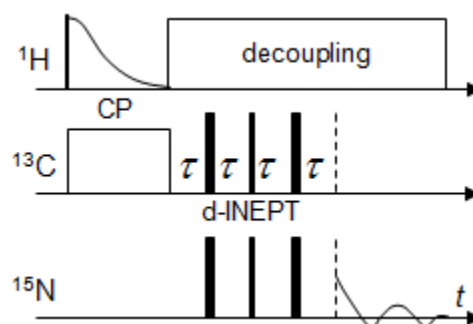 ¹H
decoupling
CP
¹³C
τ τ τ τ
d-INEPT
¹⁵N
t